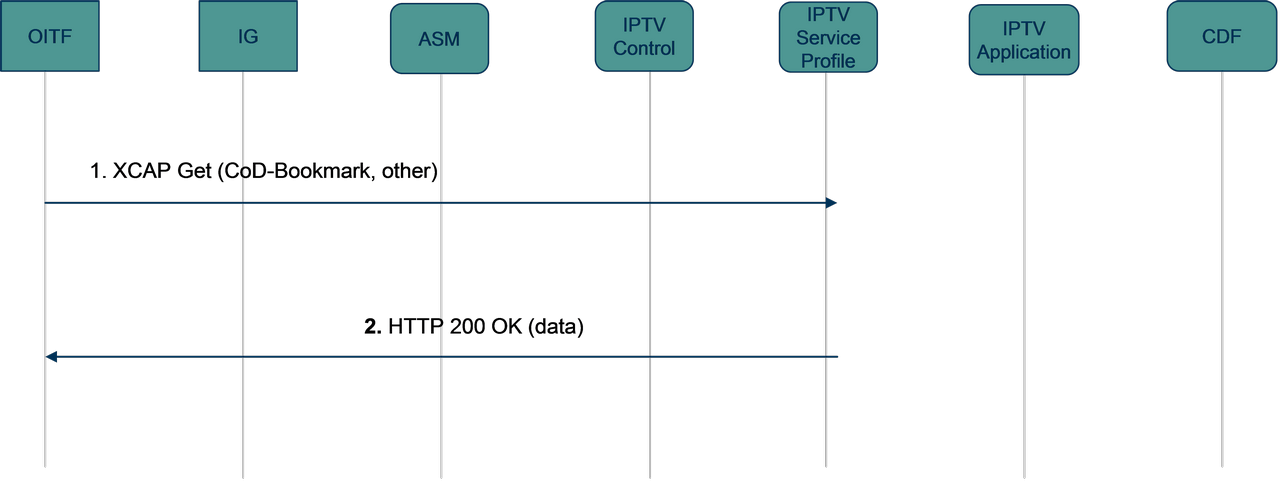 OITF
IG
ASM
IPTV
Control
IPTV
Service
Profile
IPTV
Application
CDF
1. XCAP Get (CoD-Bookmark, other)
2. HTTP 200 OK (data)